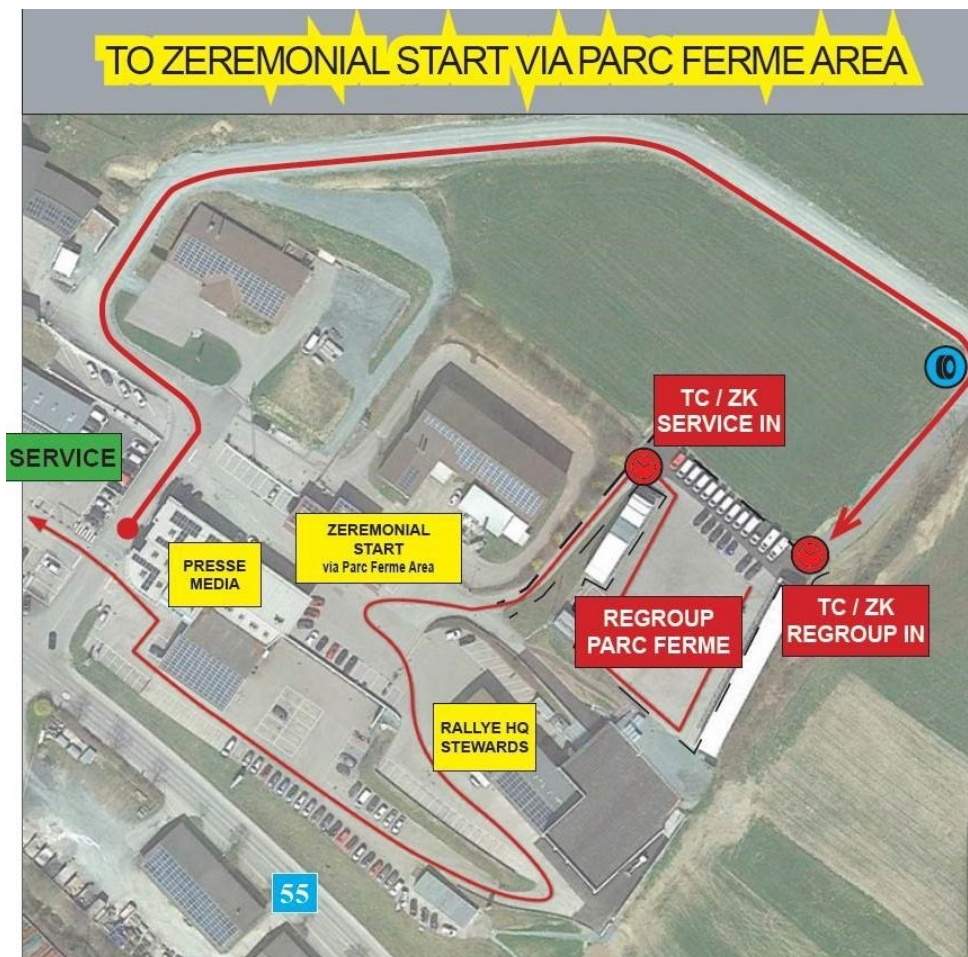 TO ZEREMONIAL START VIA PARC FERME AREA
TC / ZK
SERVICE IN
SERVICE
ZEREMONIAL
START
via Parc Ferme Area
PRESSE
MEDIA
REGROUP
PARC FERME
TC / ZK
REGROUP IN
RALLYE HQ
STEWARDS
55